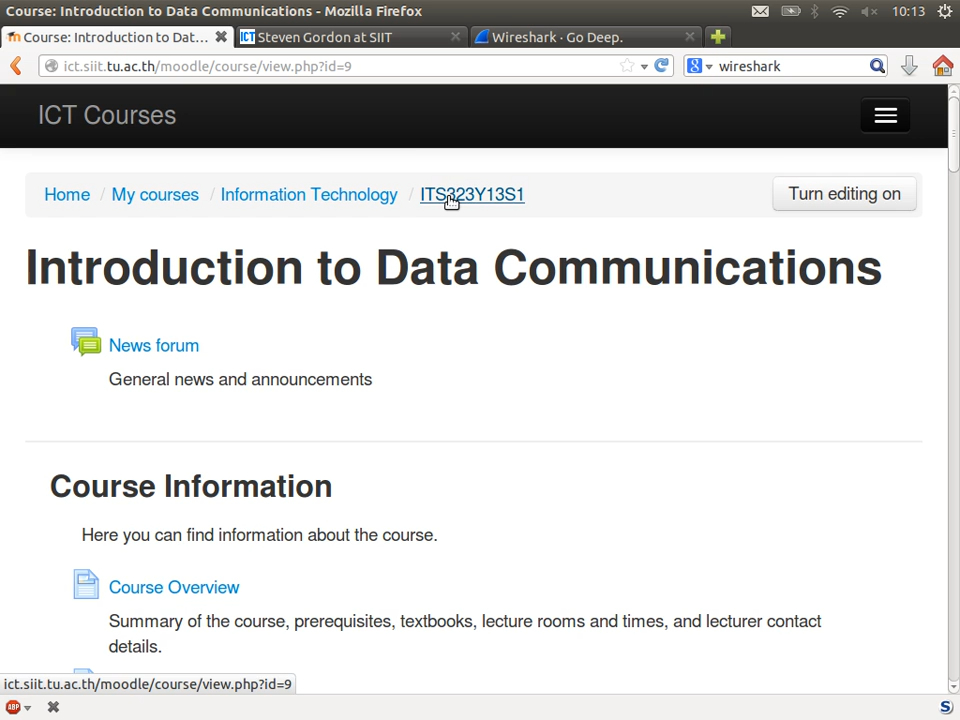 Course: Introduction to Data Communications - Mozilla Firefox
10:13
Course: Introduction to Dat...
ICT Steven Gordon at SIIT
Wireshark · Go Deep.
ict.siit.tu.ac.th/moodle/course/view.php?id=9
8 wireshark
ICT Courses
Home / My courses / Information Technology / ITS323Y13S1
Turn editing on
Introduction to Data Communications
News forum
General news and announcements
Course Information
Here you can find information about the course.
Course Overview
Summary of the course, prerequisites, textbooks, lecture rooms and times, and lecturer contact
details.
ict.siit.tu.ac.th/moodle/course/view.php?id=9
ABP
S